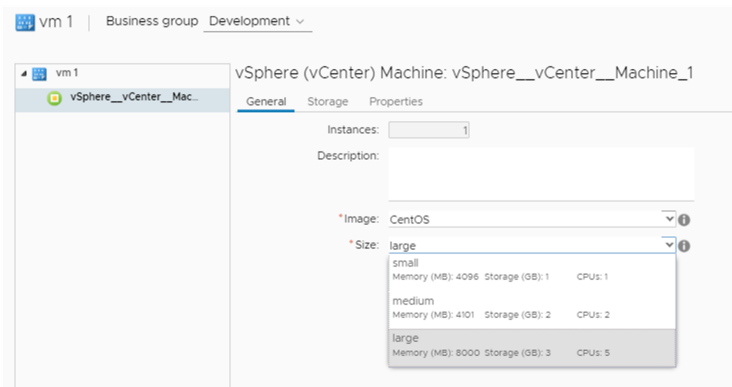 vm 1 Business group Development
vm 1
vSphere__vCenter__Mac...
vSphere (vCenter) Machine: vSphere__vCenter__Machine_1
General Storage Properties
Instances: 1
Description:
*Image: CentOS
*Size: large
small
Memory (MB): 4096 Storage (GB): 1 CPUs: 1
medium
Memory (MB): 4101 Storage (GB): 2 CPUs: 2
large
Memory (MB): 8000 Storage (GB): 3 CPUs: 5